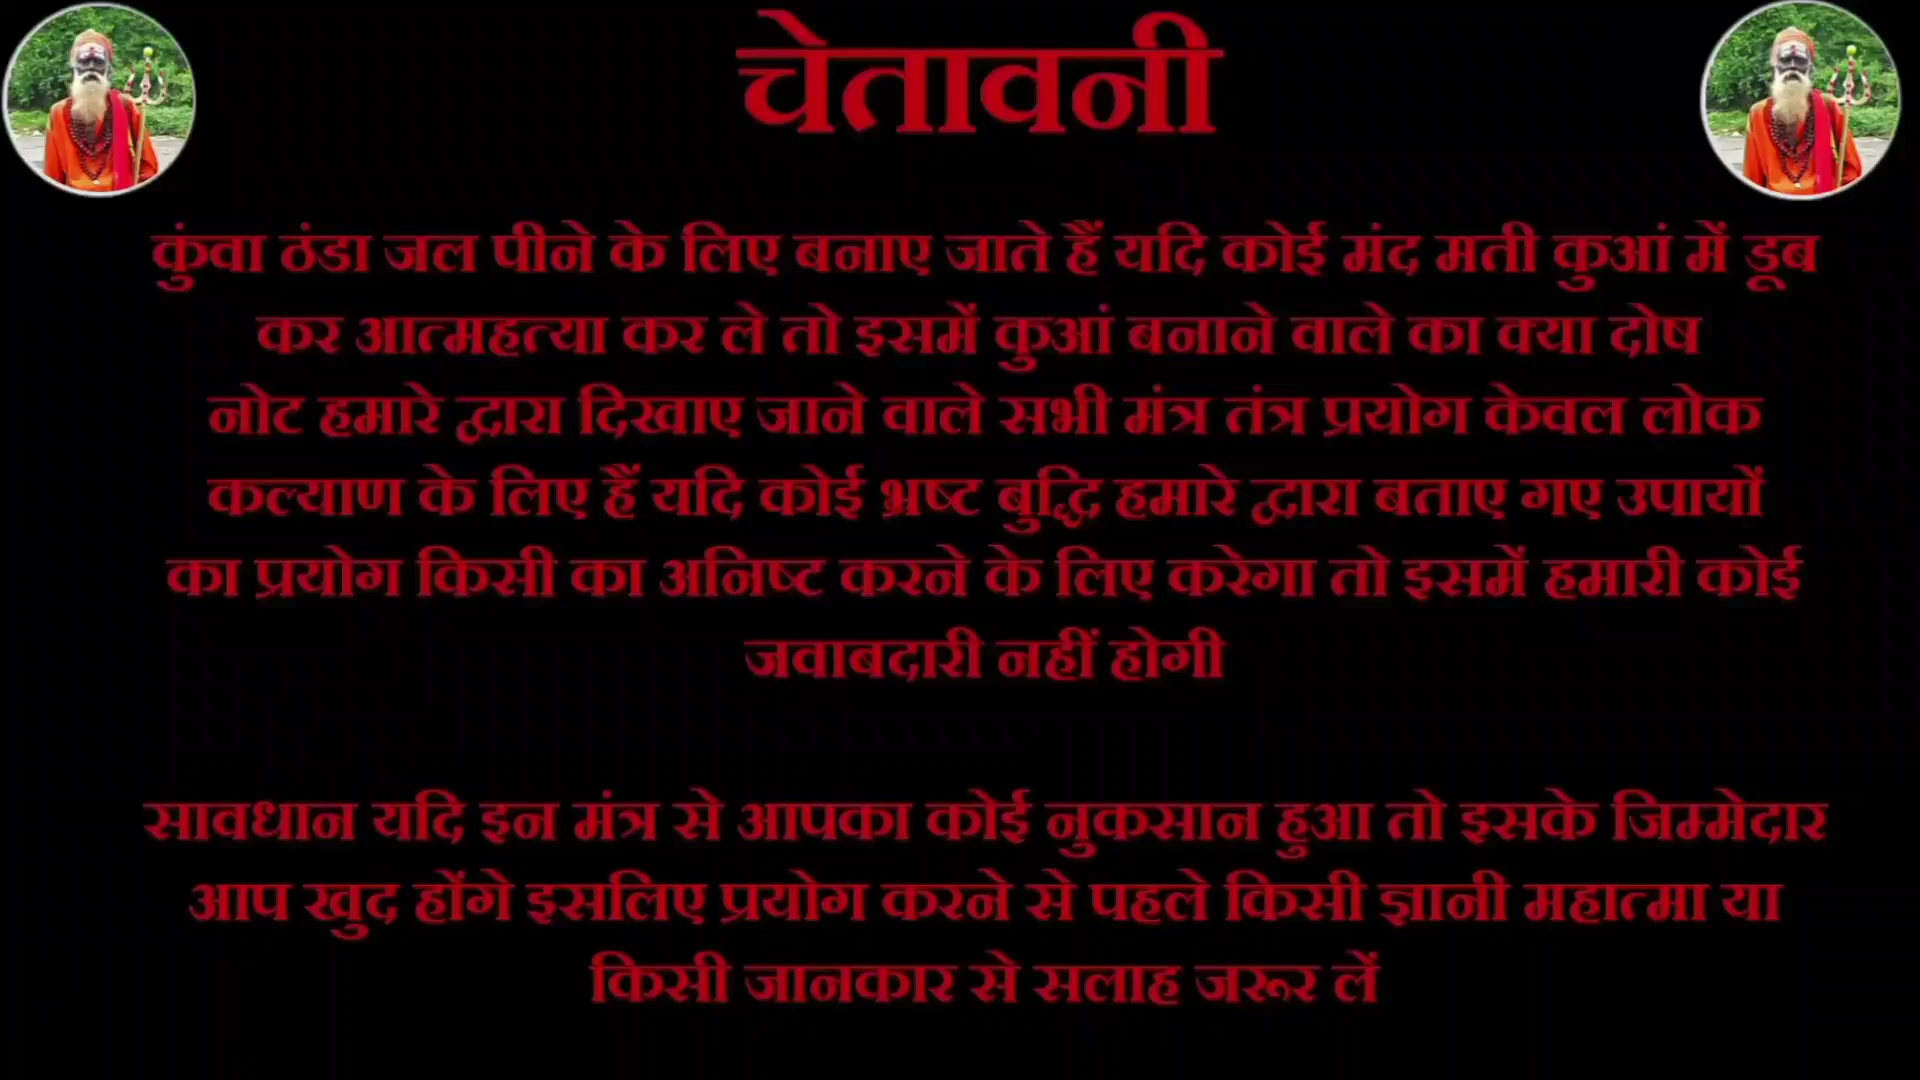 चेतावनी
कुंवा ठंडा जल पीने के लिए बनाए जाते हैं यदि कोई मंद मती कुआं में डूब
कर आत्महत्या कर ले तो इसमें कुआं बनाने वाले का क्या दोष
नोट हमारे द्वारा दिखाए जाने वाले सभी मंत्र तंत्र प्रयोग केवल लोक
कल्याण के लिए हैं यदि कोई भ्रष्ट बुद्धि हमारे द्वारा बताए गए उपायों
का प्रयोग किसी का अनिष्ट करने के लिए करेगा तो इसमें हमारी कोई
जवाबदारी नहीं होगी
सावधान यदि इन मंत्र से आपका कोई नुकसान हुआ तो इसके जिम्मेदार
आप खुद होंगे इसलिए प्रयोग करने से पहले किसी ज्ञानी महात्मा या
किसी जानकार से सलाह जरूर लें